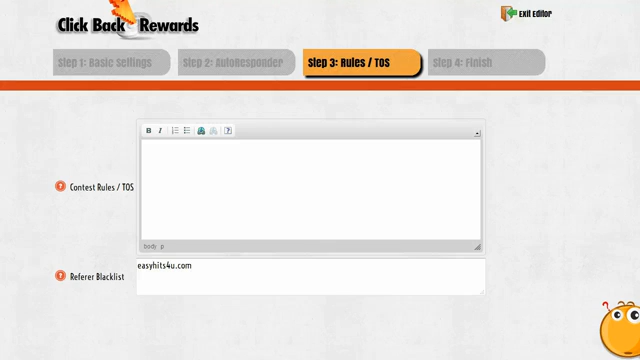 Click Back Rewards
Exit Editor
Step 1: Basic Settings
Step 2: AutoResponder
Step 3: Rules / TOS
Step 4: Finish
B I ?
Contest Rules / TOS
body p
Referer Blacklist
easyhits4u.com